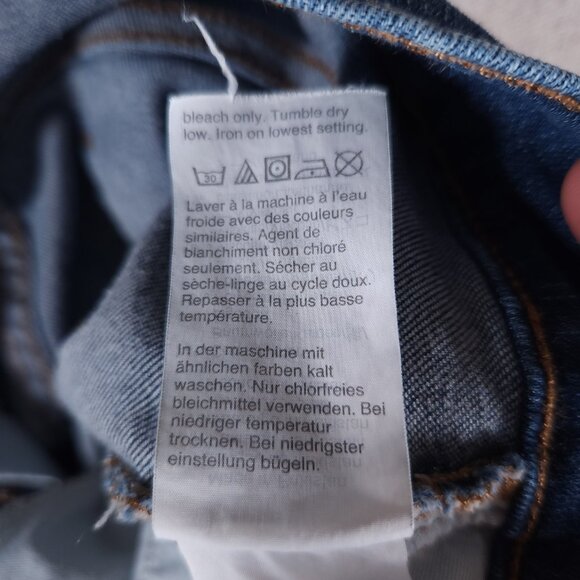 bleach only. Tumble dry
low. Iron on lowest setting.
30
Laver à la machine à l'eau
froide avec des couleurs
similaires. Agent de
blanchiment non chloré
seulement. Sécher au
sèche-linge au cycle doux.
Repasser à la plus basse
température.
In der maschine mit
ähnlichen farben kalt
waschen. Nur chlorfreies
bleichmittel verwenden. Bei
niedriger temperatur
trocknen. Bei niedrigster
einstellung bügeln.